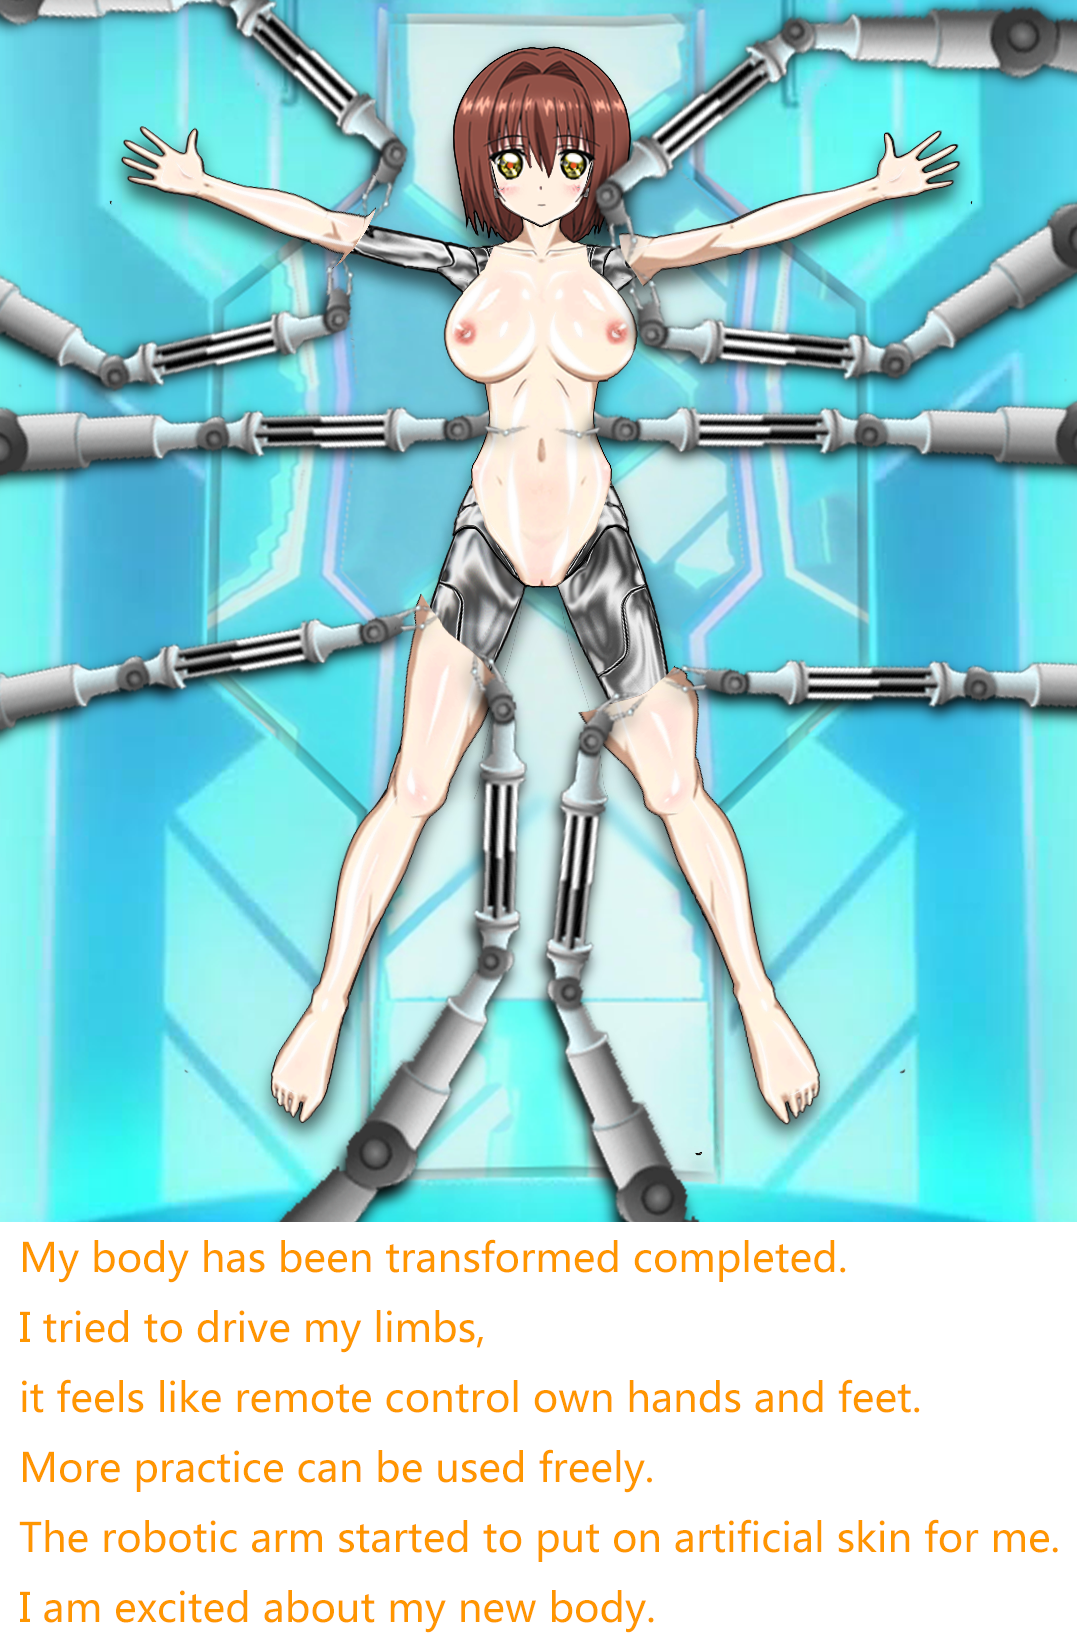 My body has been transformed completed.
I tried to drive my limbs,
it feels like remote control own hands and feet.
More practice can be used freely.
The robotic arm started to put on artificial skin for me.
I am excited about my new body.